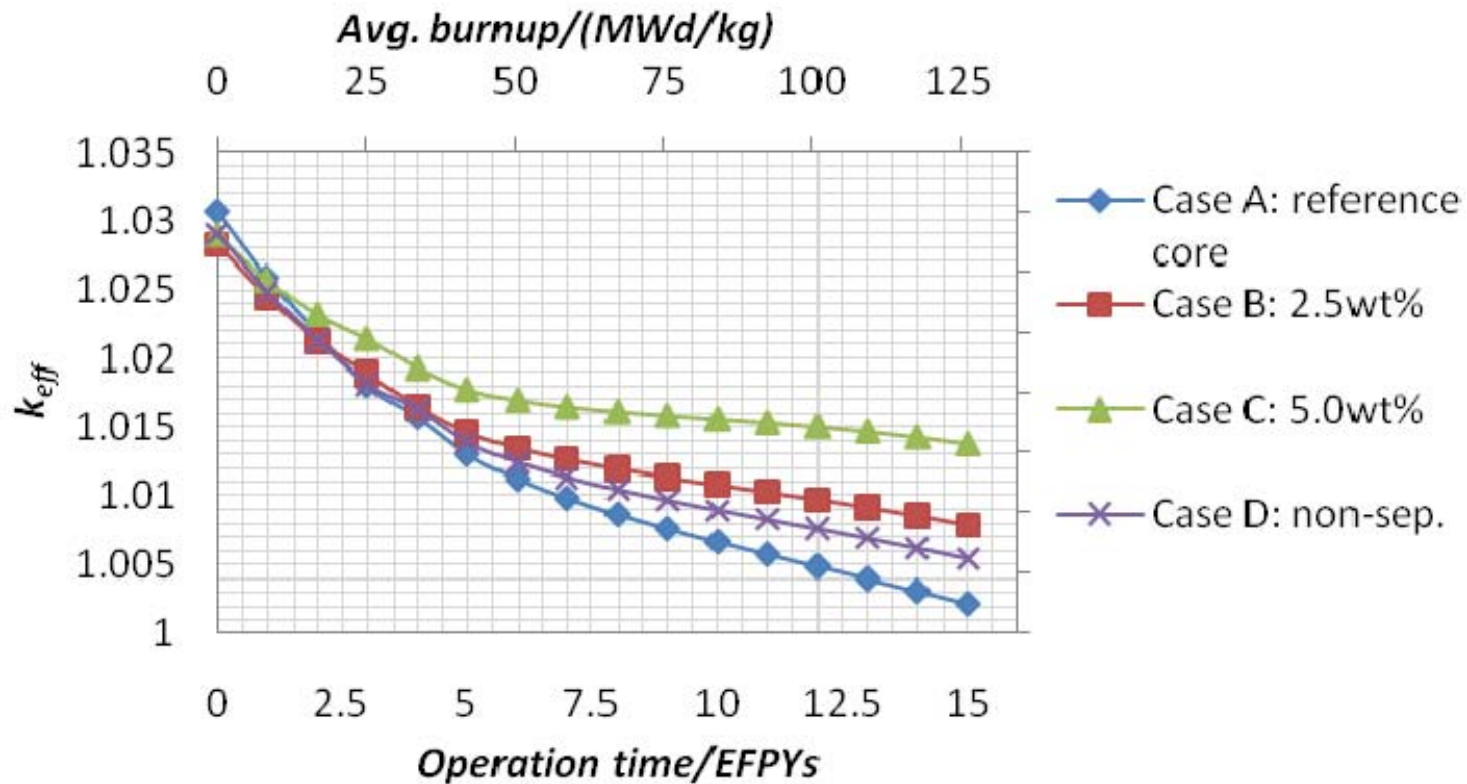 Avg. burnup/(MWd/kg)
0 25 50 75 100 125
1.035
1.03
1.025
1.02
1.015
1.01
1.005
1
k_eff
0 2.5 5 7.5 10 12.5 15
Operation time/EFPYs
Case A: reference
core
Case B: 2.5wt%
Case C: 5.0wt%
Case D: non-sep.